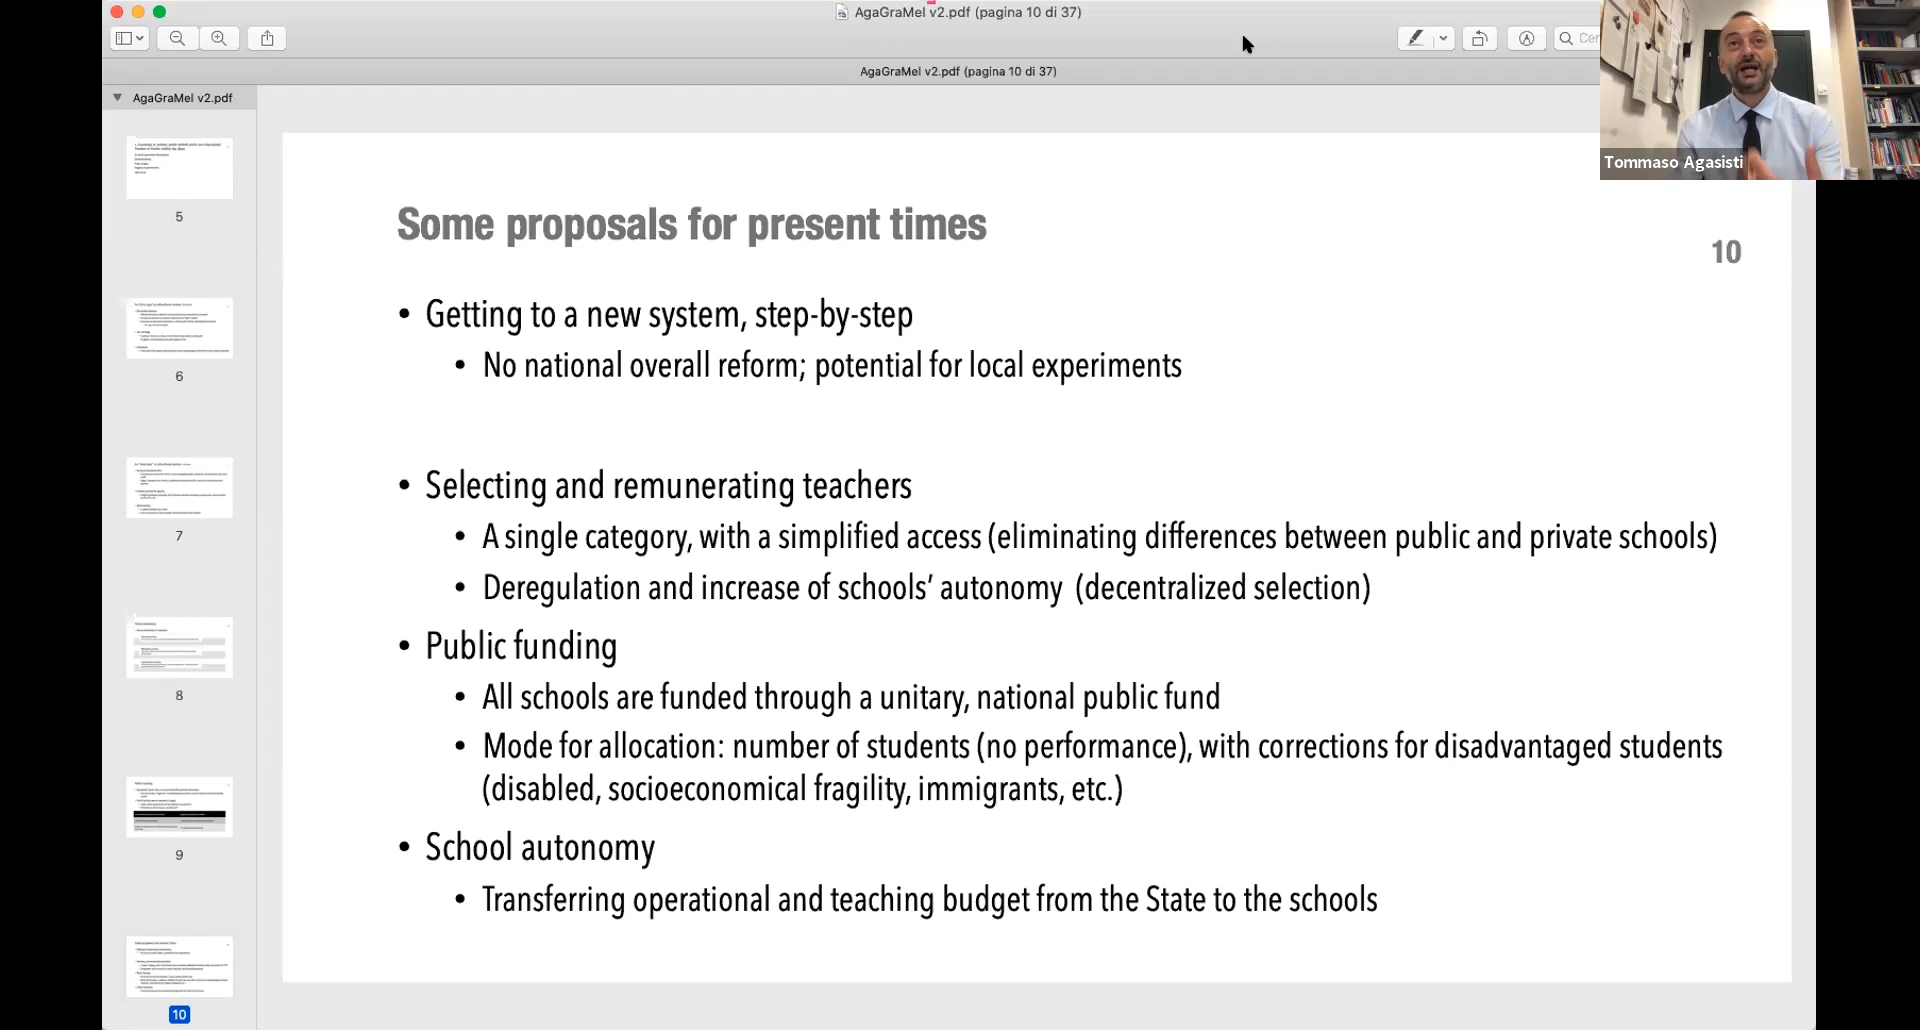 AgaGraMel v2.pdf (pagina 10 di 37)
Cer
AgaGraMel v2.pdf (pagina 10 di 37)
AgaGraMel v2.pdf
Tommaso Agasisti
5
6
7
8
9
10
Some proposals for present times
10
• Getting to a new system, step-by-step
• No national overall reform; potential for local experiments
• Selecting and remunerating teachers
• A single category, with a simplified access (eliminating differences between public and private schools)
• Deregulation and increase of schools’ autonomy (decentralized selection)
• Public funding
• All schools are funded through a unitary, national public fund
• Mode for allocation: number of students (no performance), with corrections for disadvantaged students
(disabled, socioeconomical fragility, immigrants, etc.)
• School autonomy
• Transferring operational and teaching budget from the State to the schools